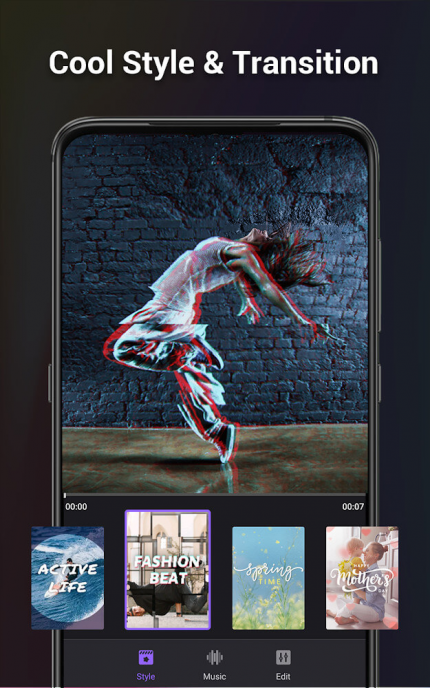 Cool Style & Transition
00:00
00:07
ACTIVE
LIFE
FASHION
BEAT
spring
TIME
HAPPY
Mother's
DAY
Style
Music
Edit